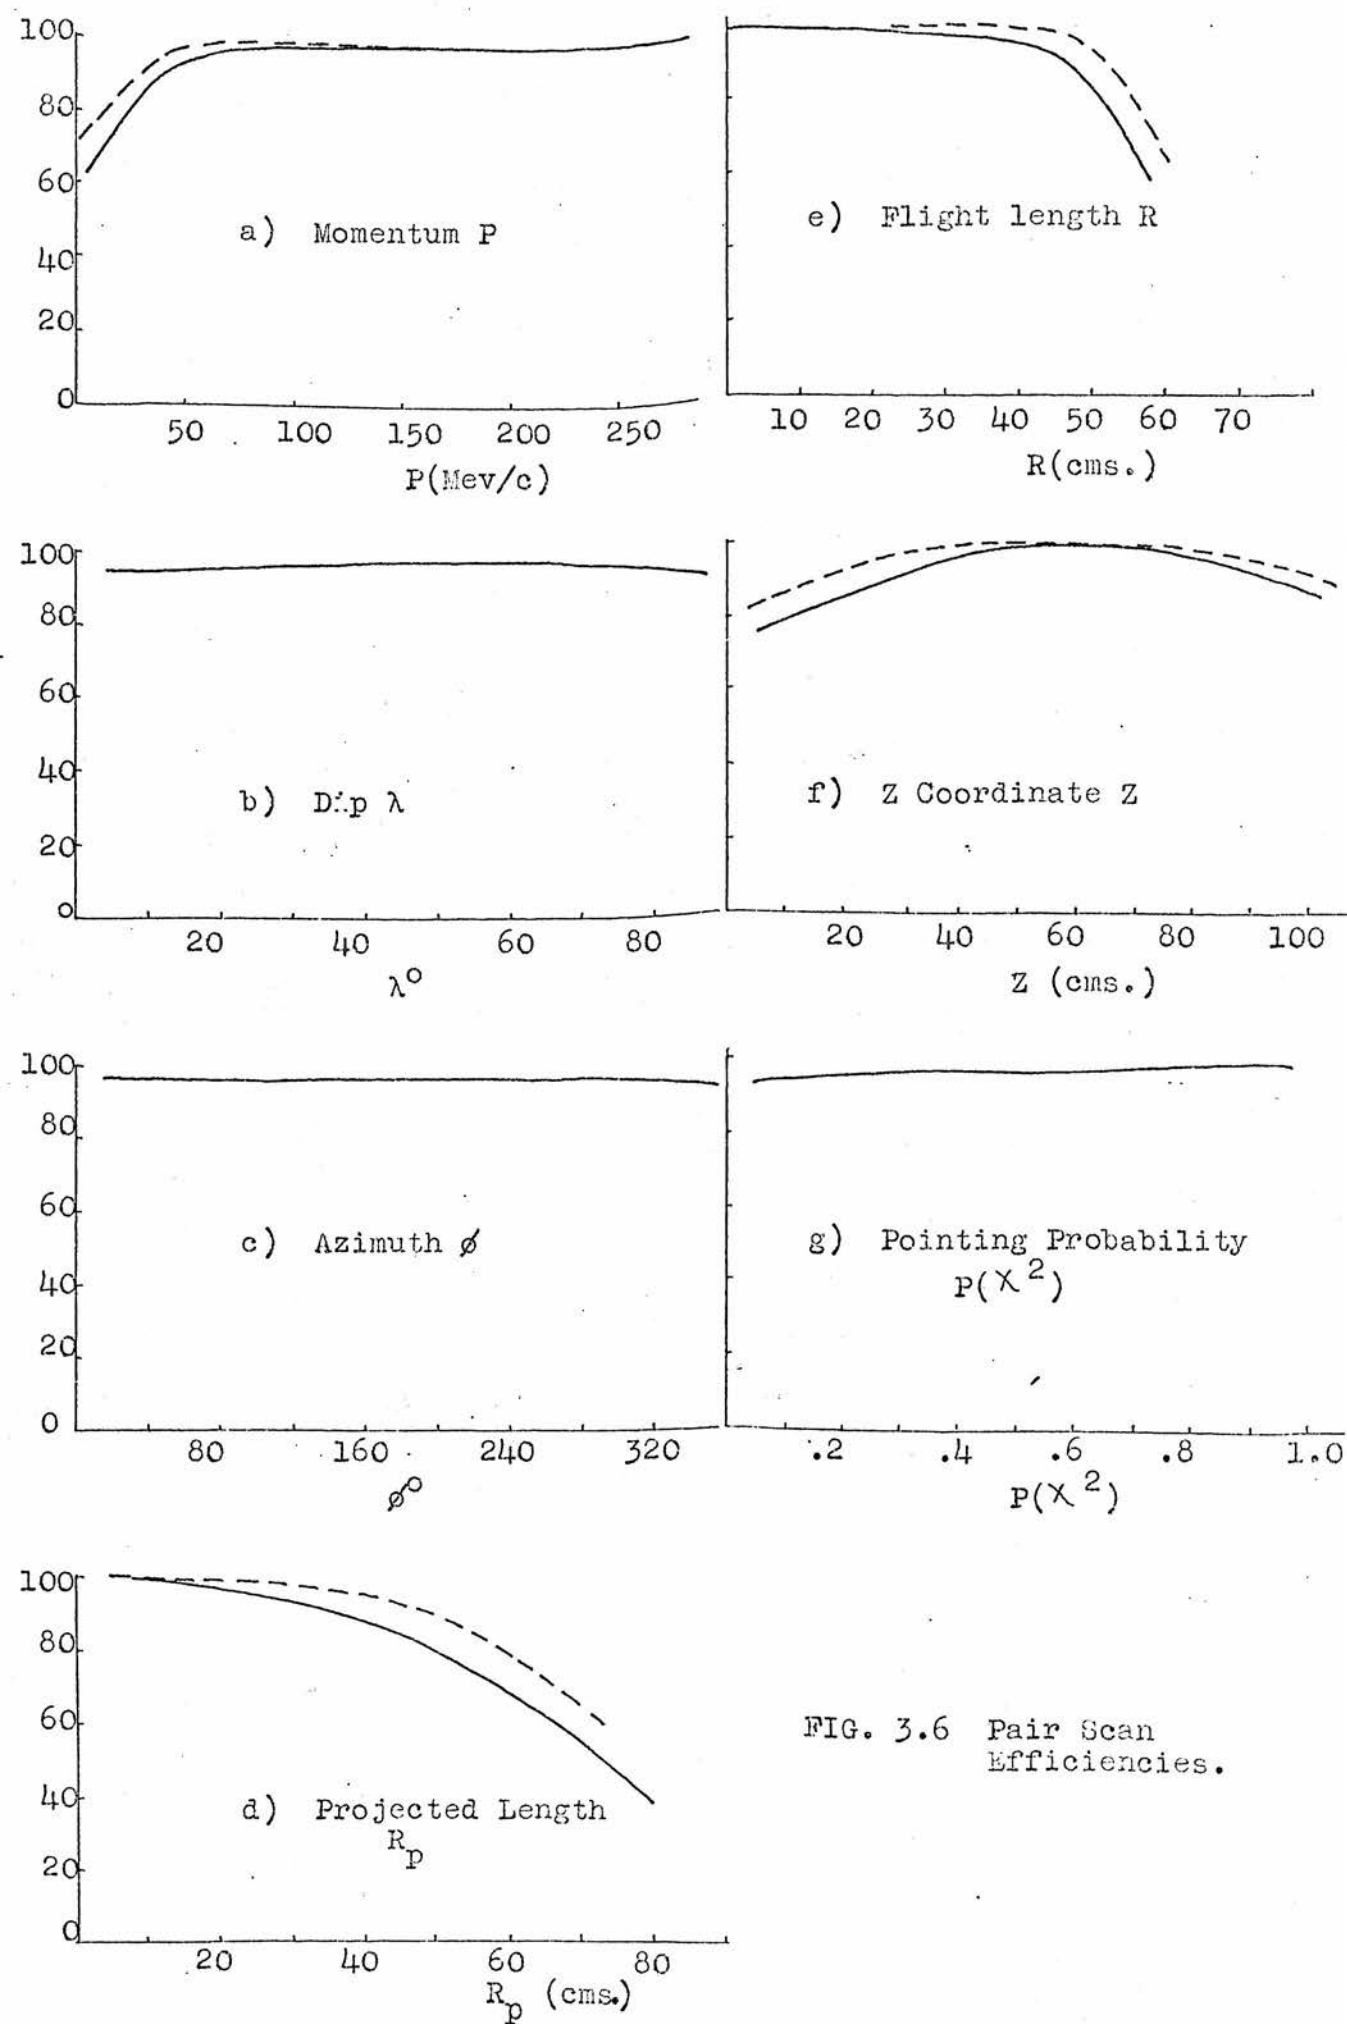 100
80
60
40
20
0
a) Momentum P
50 100 150 200 250
P(Mev/c)
e) Flight length R
10 20 30 40 50 60 70
R(cms.)
100
80
60
40
20
0
b) Dip λ
20 40 60 80
λ°
f) Z Coordinate Z
20 40 60 80 100
Z (cms.)
100
80
60
40
20
0
c) Azimuth ϕ
80 160 240 320
ϕ°
g) Pointing Probability
P(χ²)
.2 .4 .6 .8 1.0
P(χ²)
100
80
60
40
20
0
d) Projected Length
Rp
20 40 60 80
Rp (cms.)
FIG. 3.6 Pair Scan
Efficiencies.